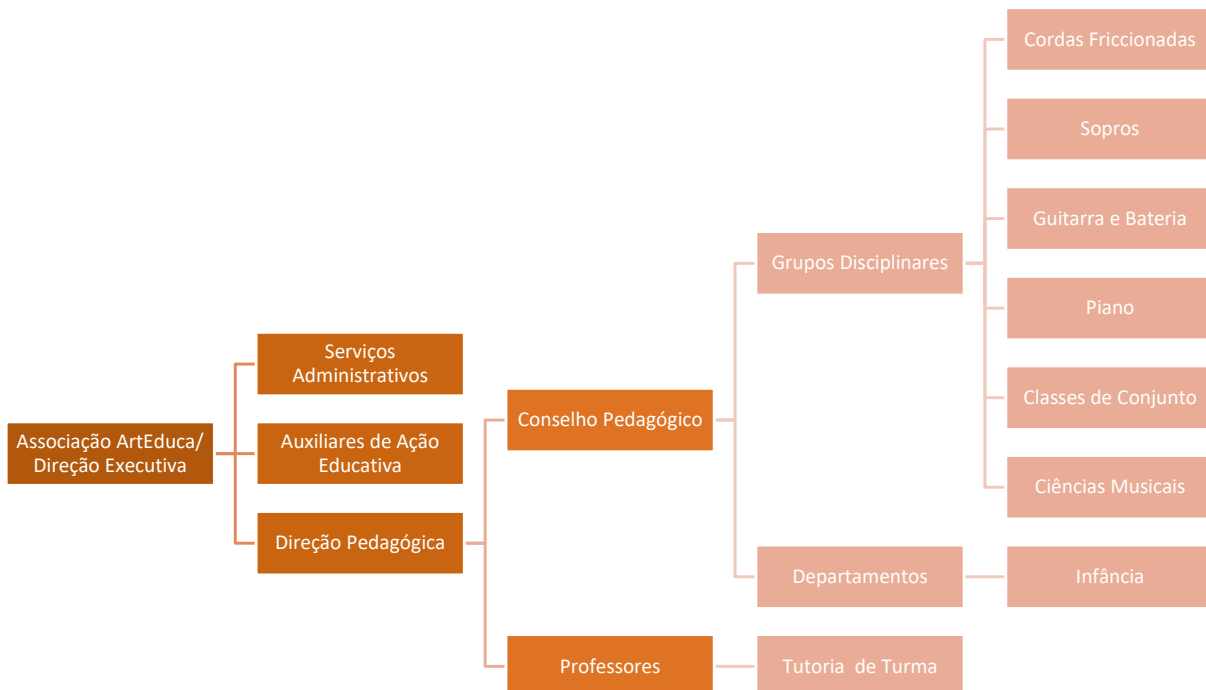 Associação ArtEduca/
Direção Executiva
Serviços
Administrativos
Auxiliares de Ação
Educativa
Direção Pedagógica
Conselho Pedagógico
Grupos Disciplinares
Cordas Friccionadas
Sopros
Guitarra e Bateria
Piano
Classes de Conjunto
Ciências Musicais
Departamentos
Infância
Professores
Tutoria de Turma